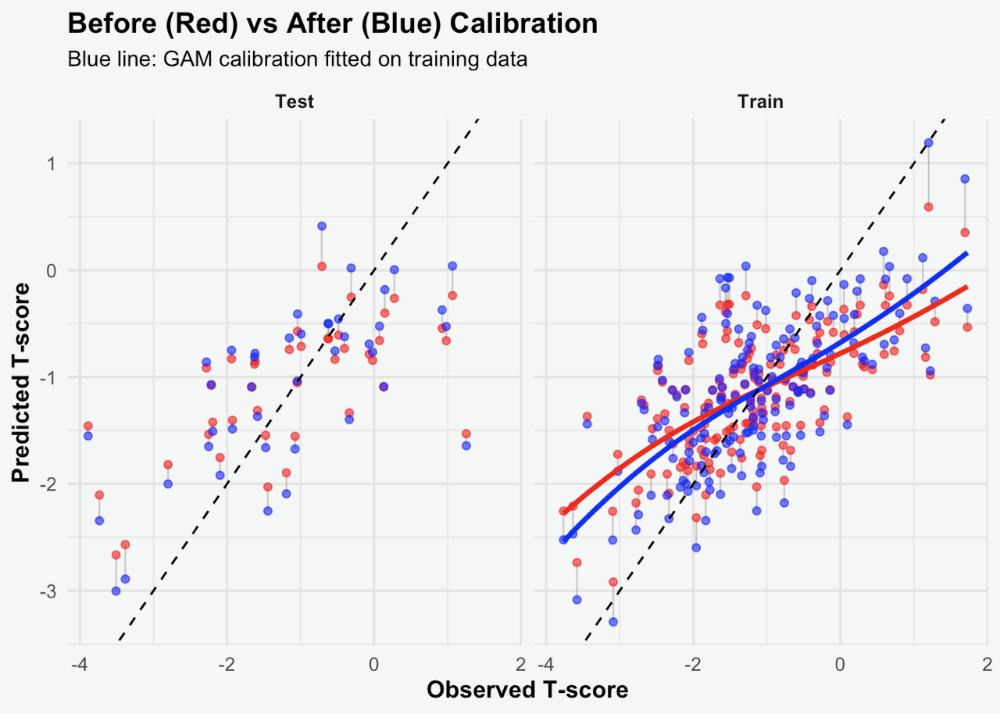 Before (Red) vs After (Blue) Calibration
Blue line: GAM calibration fitted on training data
Test
Train
Predicted T-score
1
0
-1
-2
-3
-4
-2
0
2
-4
-2
0
2
Observed T-score